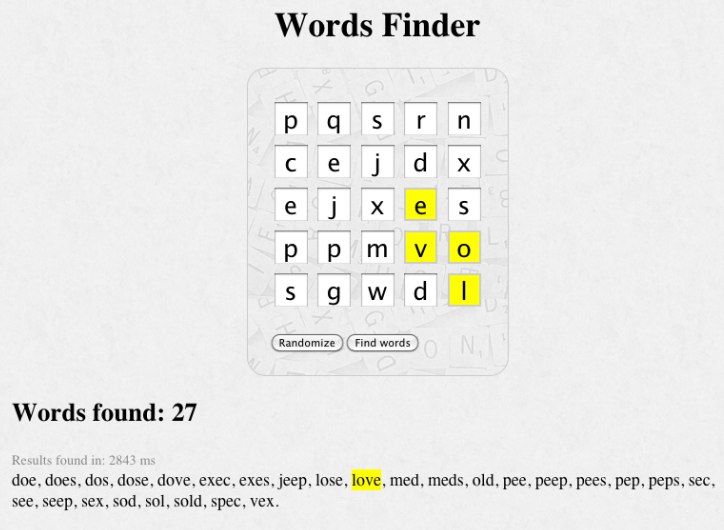 Words Finder
p q s r n
c e j d x
e j x e s
p p m v o
s g w d l
Randomize Find words
Words found: 27
Results found in: 2843 ms
doe, does, dos, dose, dove, exec, exes, jeep, lose, love, med, meds, old, pee, peep, pees, pep, peps, sec,
see, seep, sex, sod, sol, sold, spec, vex.